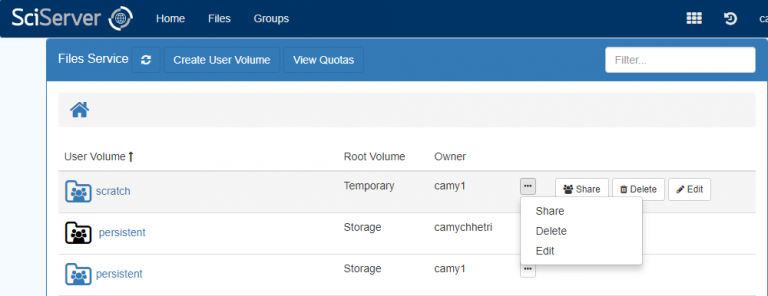 SciServer Home Files Groups ca
Files Service Create User Volume View Quotas Filter...
User Volume Root Volume Owner
scratch Temporary camy1 ... Share Delete Edit
Share
persistent Storage camychhetri Delete
Edit
persistent Storage camy1 ...